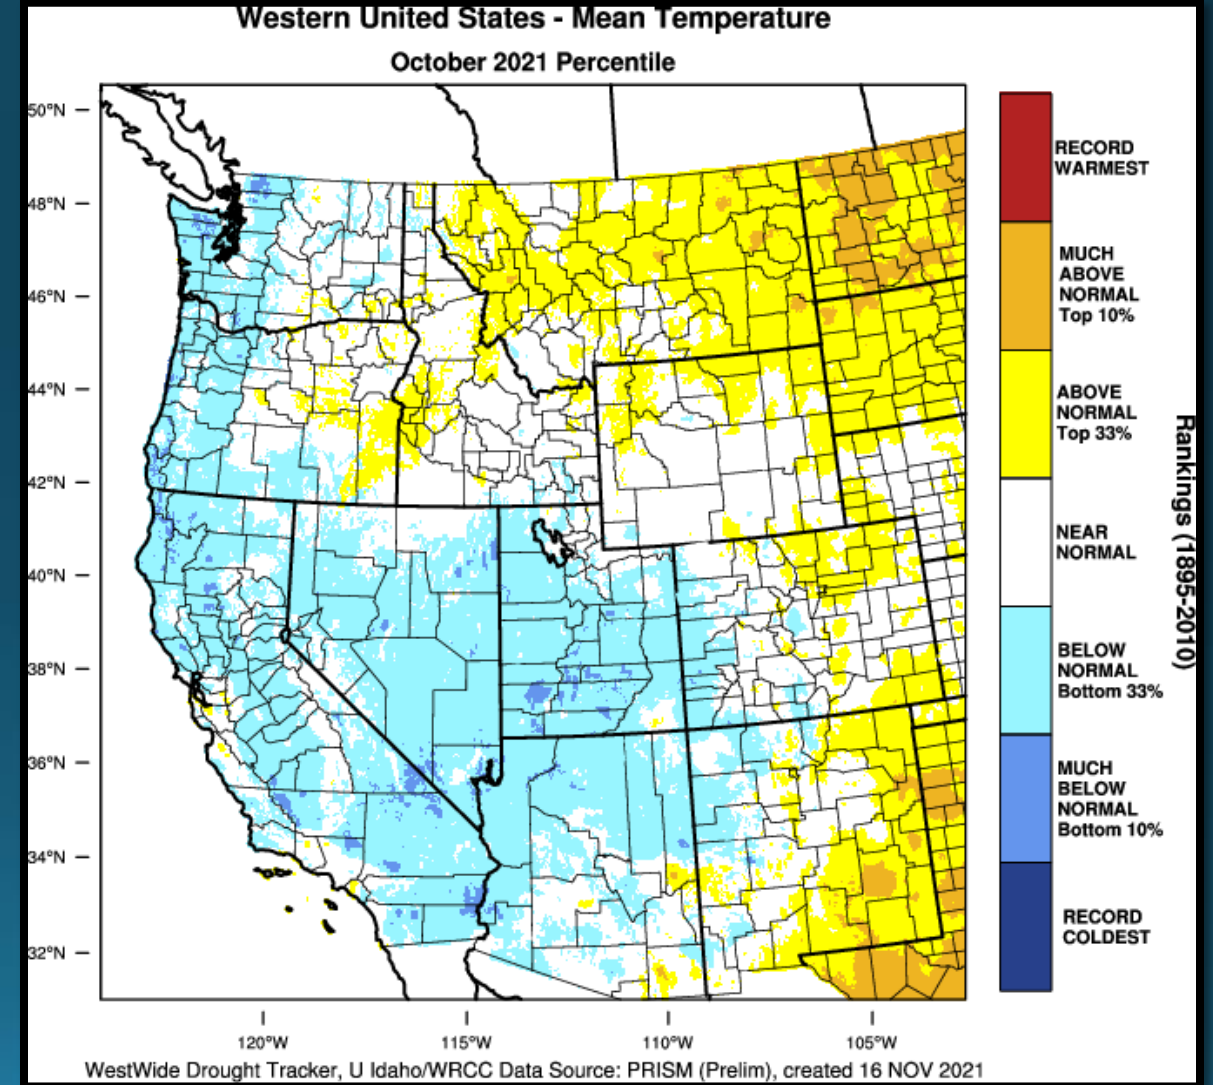 Western United States - Mean Temperature
October 2021 Percentile
50°N
48°N
46°N
44°N
42°N
40°N
38°N
36°N
34°N
32°N
120°W
115°W
110°W
105°W
RECORD
WARMEST
MUCH
ABOVE
NORMAL
Top 10%
ABOVE
NORMAL
Top 33%
NEAR
NORMAL
BELOW
NORMAL
Bottom 33%
MUCH
BELOW
NORMAL
Bottom 10%
RECORD
COLDEST
Rankings (1895-2010)
WestWide Drought Tracker, U Idaho/WRCC Data Source: PRISM (Prelim), created 16 NOV 2021